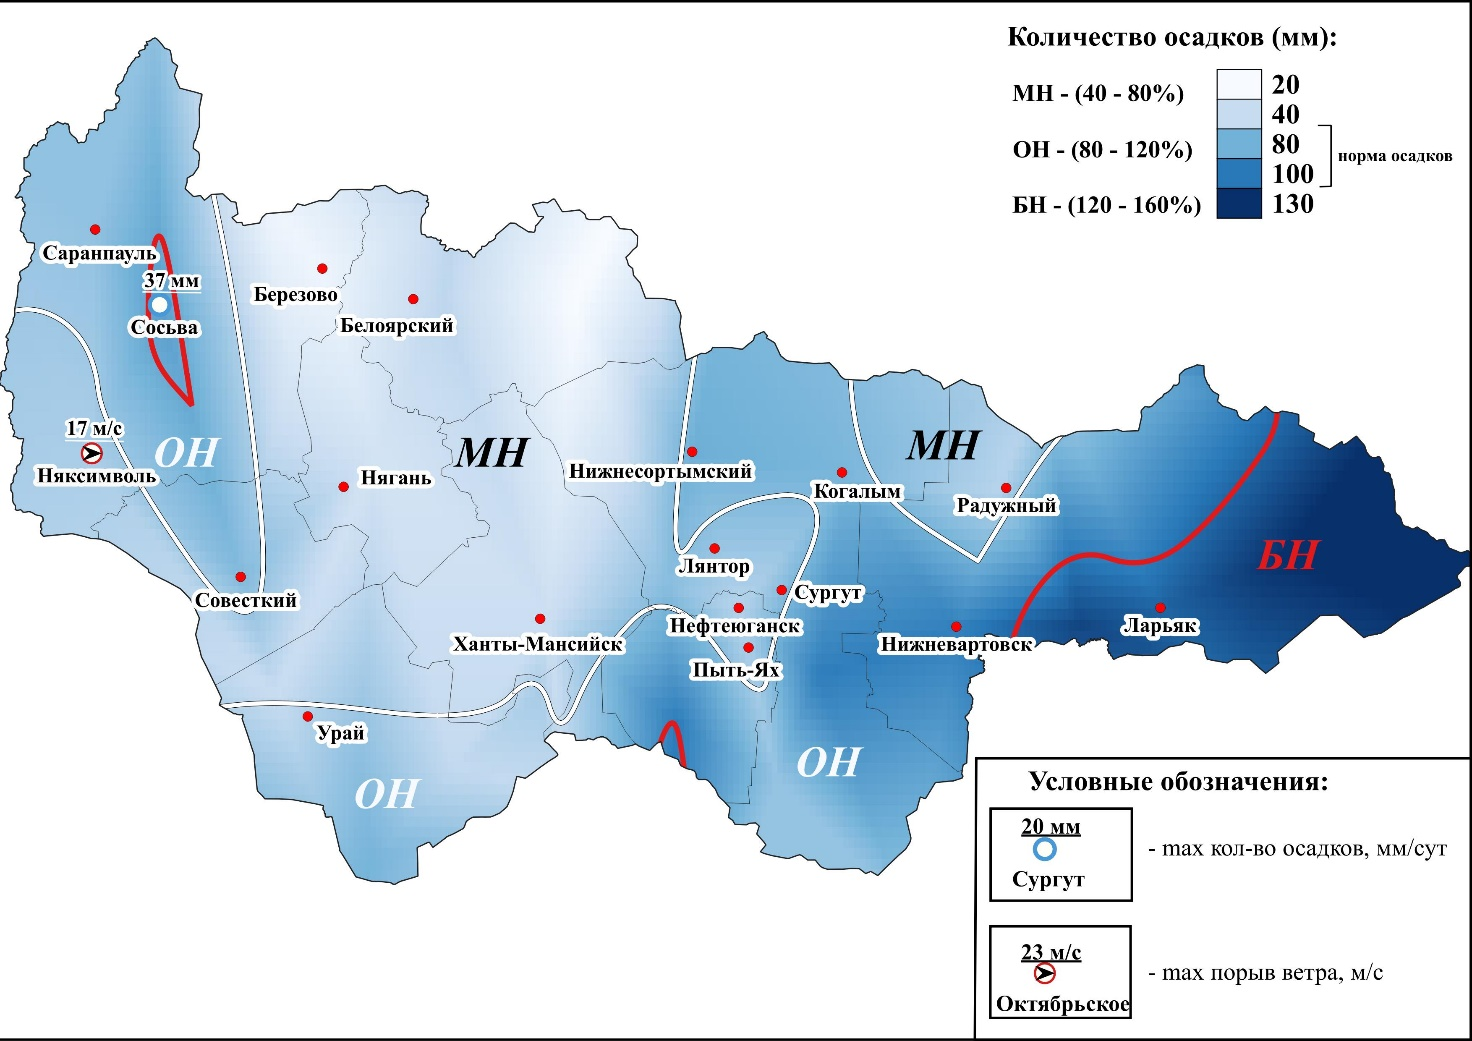 Количество осадков (мм):
МН - (40 - 80%)
ОН - (80 - 120%)
БН - (120 - 160%)
20
40
80
100
130
норма осадков
Саранпауль
37 мм
Сосьва
Березово
Белоярский
17 м/с
Няксимволь
ОН
МН
Нягань
Нижнесортымский
МН
Когалым
Радужный
Лянтор
БН
Совесткий
Сургут
Нефтеюганск
Ларьяк
Ханты-Мансийск
Нижневартовск
Пыть-Ях
Урай
ОН
ОН
Условные обозначения:
20 мм
Сургут
- max кол-во осадков, мм/сут
23 м/с
Октябрьское
- max порыв ветра, м/с